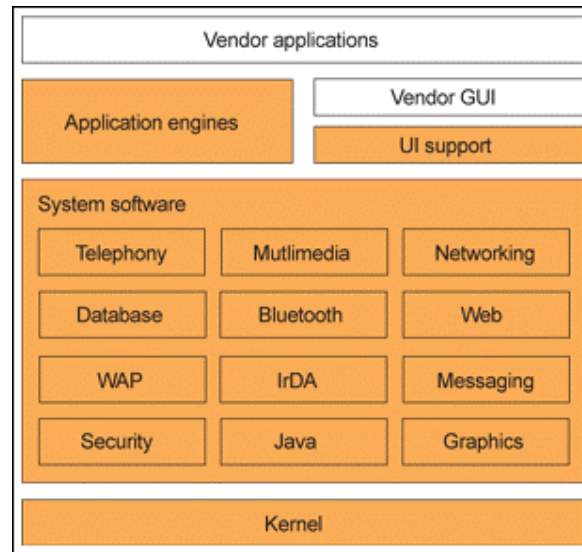 Vendor applications
Application engines
Vendor GUI
UI support
System software
Telephony
Mutlimedia
Networking
Database
Bluetooth
Web
WAP
IrDA
Messaging
Security
Java
Graphics
Kernel